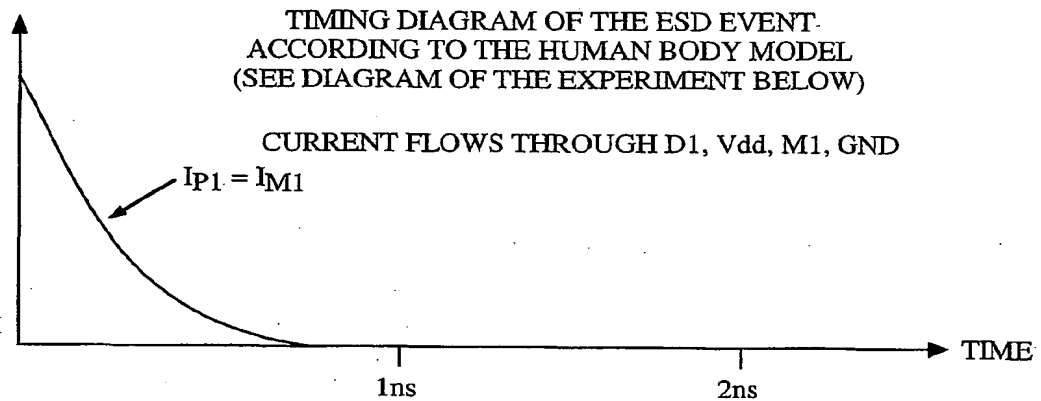 TIMING DIAGRAM OF THE ESD EVENT
ACCORDING TO THE HUMAN BODY MODEL
(SEE DIAGRAM OF THE EXPERIMENT BELOW)
CURRENT FLOWS THROUGH D1, Vdd, M1, GND
IP1 = IM1
TIME
1ns
2ns